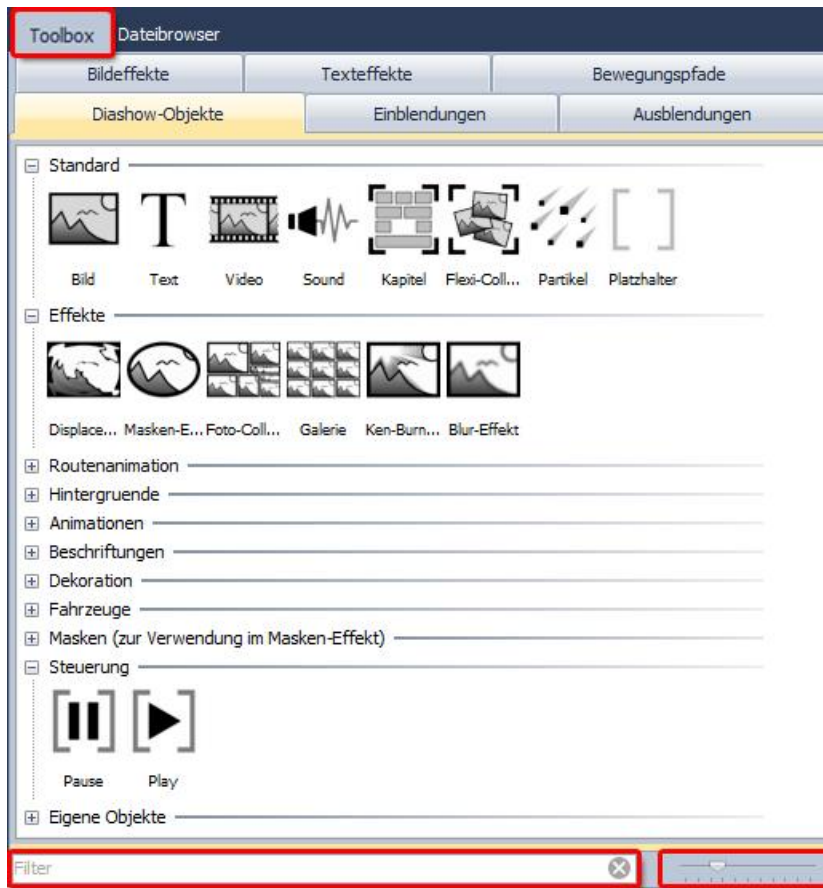 Toolbox Dateibrowser
Bildeffekte Texteffekte Bewegungspfade
Diashow-Objekte Einblendungen Ausblendungen
Standard
Bild Text Video Sound Kapitel Flexi-Coll... Partikel Platzhalter
Effekte
Displace... Masken-E... Foto-Coll... Galerie Ken-Burn... Blur-Effekt
Routenanimation
Hintergruende
Animationen
Beschriftungen
Dekoration
Fahrzeuge
Masken (zur Verwendung im Masken-Effekt)
Steuerung
Pause Play
Eigene Objekte
Filter